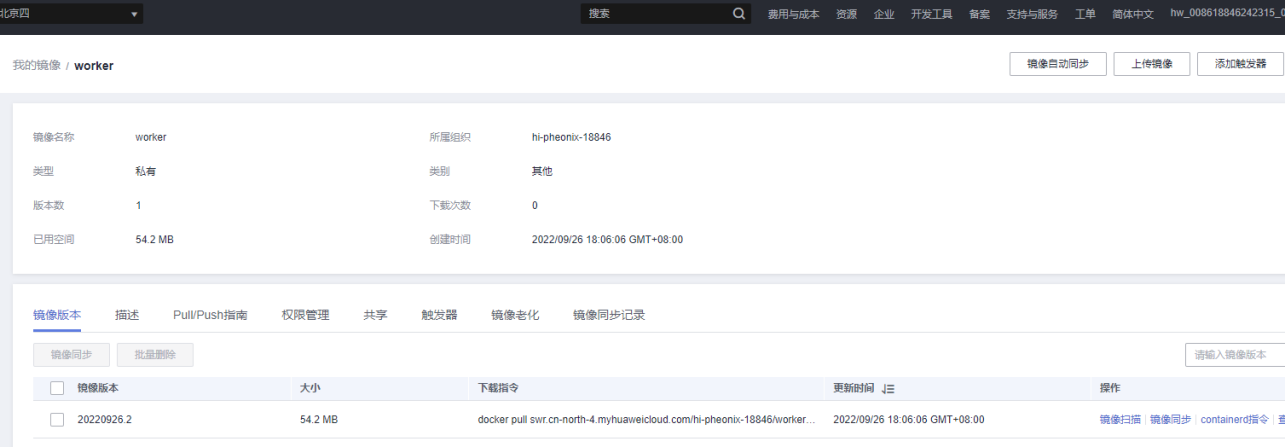 北京四 搜索 费用与成本 资源 企业 开发工具 备案 支持与服务 工单 简体中文 hw_008618846242315_0
我的镜像 / worker 镜像自动同步 上传镜像 添加触发器
镜像名称 worker 所属组织 hi-pheonix-18846
类型 私有 类别 其他
版本数 1 下载次数 0
已用空间 54.2 MB 创建时间 2022/09/26 18:06:06 GMT+08:00
镜像版本 描述 Pull/Push指南 权限管理 共享 触发器 镜像老化 镜像同步记录
镜像同步 批量删除 请输入镜像版本
镜像版本 大小 下载指令 更新时间 操作
20220926.2 54.2 MB docker pull swr.cn-north-4.myhuaweicloud.com/hi-pheonix-18846/worker... 2022/09/26 18:06:06 GMT+08:00 镜像扫描 镜像同步 containerd指令